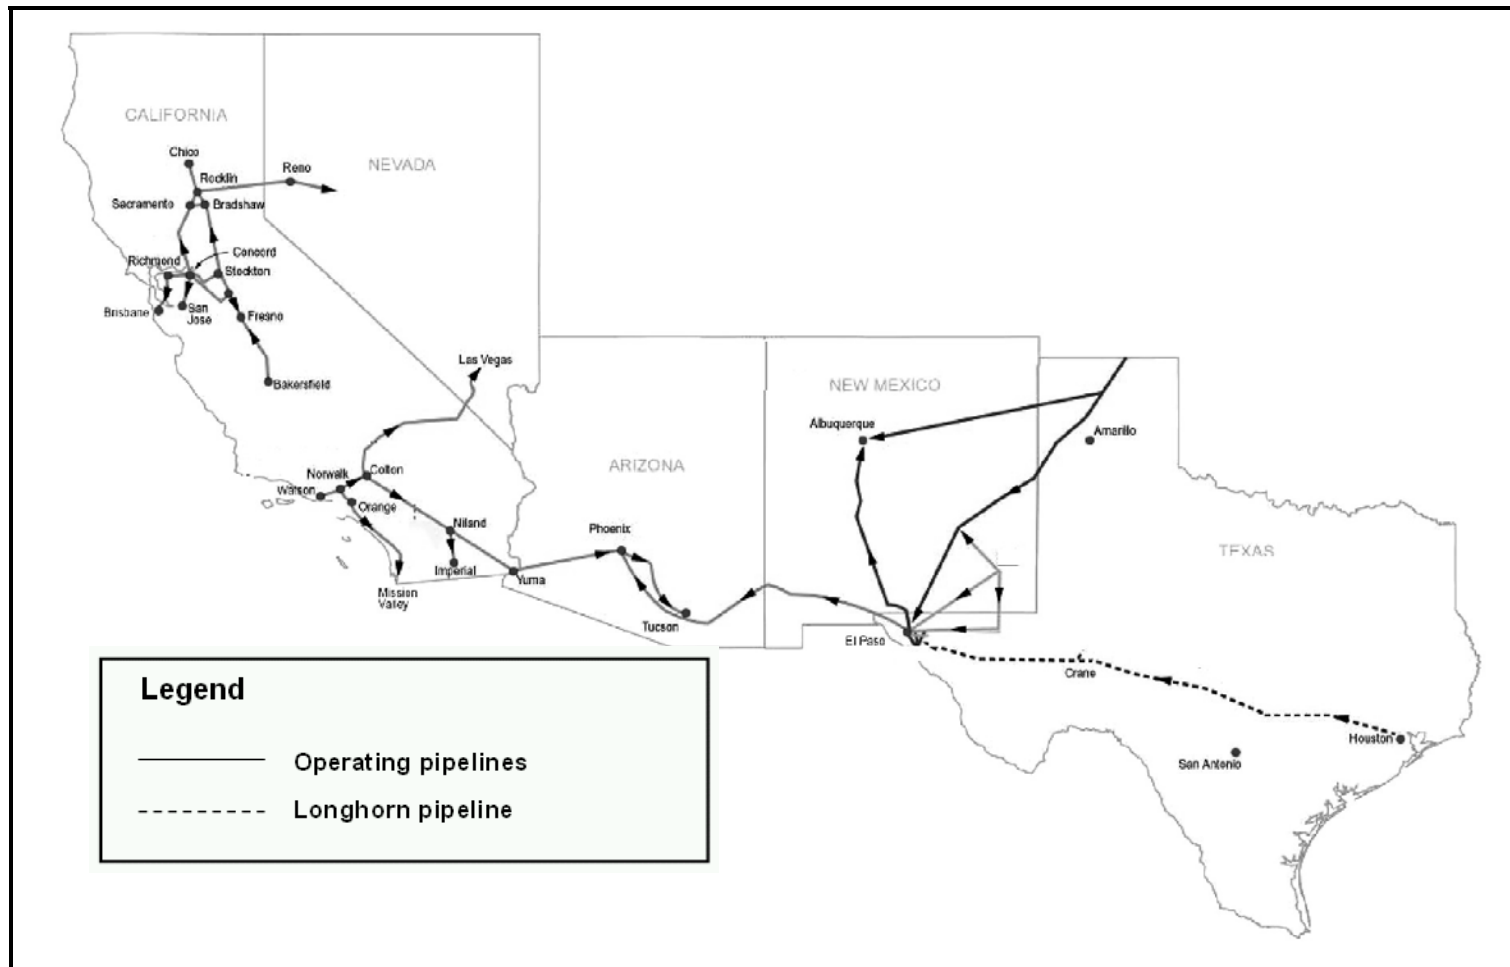 CALIFORNIA
NEVADA
Chico
Rocklin
Reno
Sacramento
Bradshaw
Concord
Richmond
Stockton
Brisbane
San
Jose
Fresno
Bakersfield
Las Vegas
NEW MEXICO
Albuquerque
Amarillo
ARIZONA
Norwalk
Colton
Watson
Orange
Niland
Phoenix
TEXAS
Imperial
Yuma
Mission
Valley
Tucson
El Paso
Crane
Houston
San Antonio
Legend
Operating pipelines
Longhorn pipeline